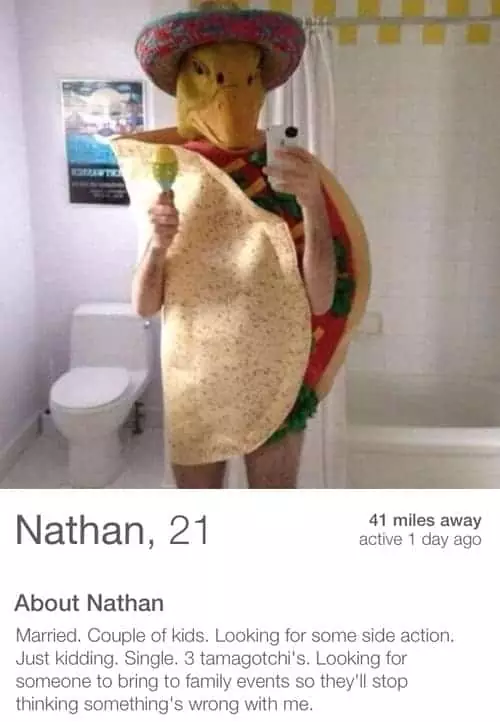 Nathan, 21
41 miles away
active 1 day ago
About Nathan
Married. Couple of kids. Looking for some side action.
Just kidding. Single. 3 tamagotchi's. Looking for
someone to bring to family events so they'll stop
thinking something's wrong with me.